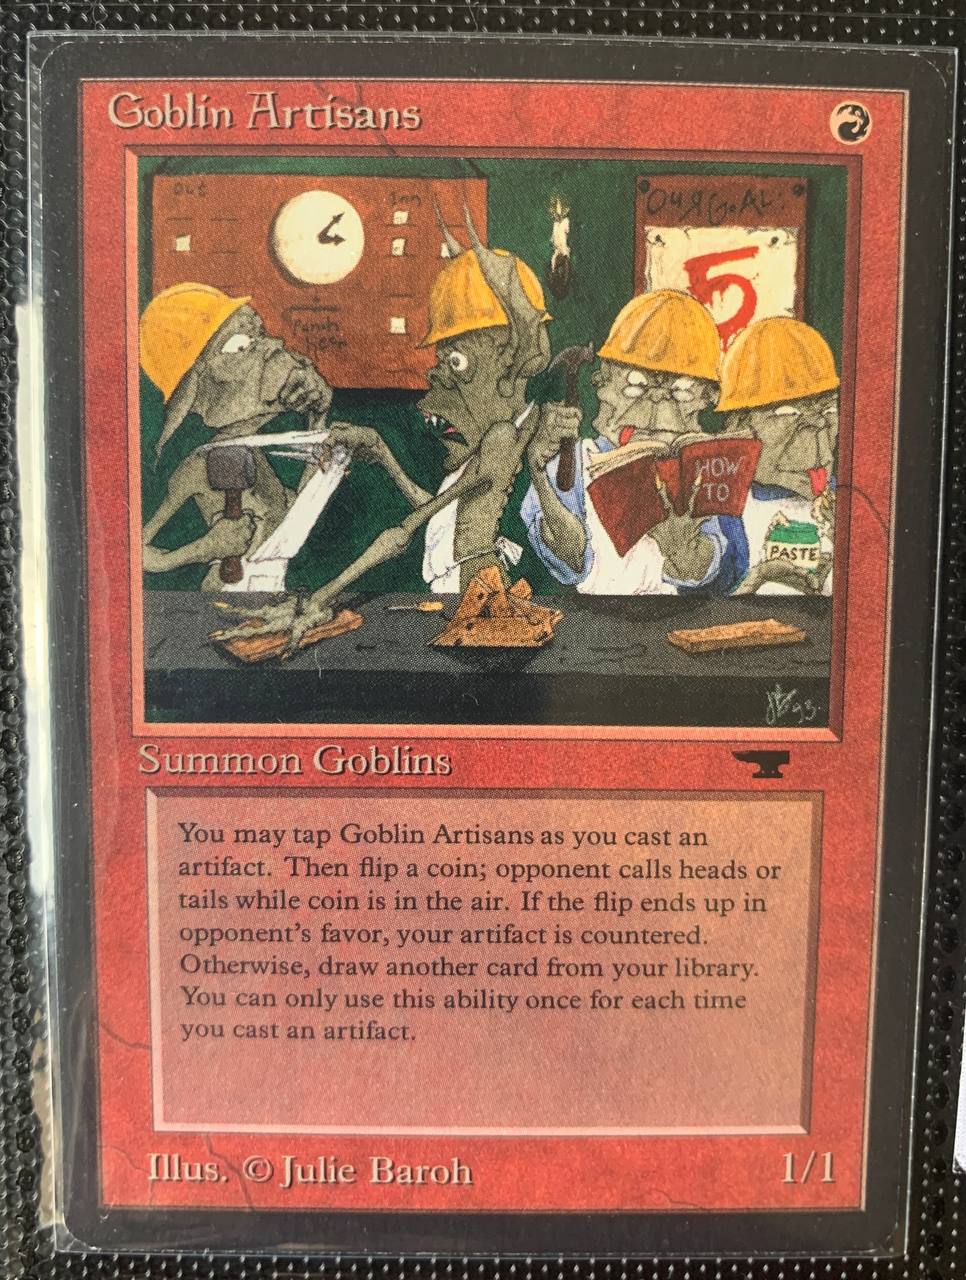 Goblin Artisans
Out
Inn
OUR GOAL:
5
Punch
HOW
TO
PASTE
JB 93.
Summon Goblins
You may tap Goblin Artisans as you cast an
artifact. Then flip a coin; opponent calls heads or
tails while coin is in the air. If the flip ends up in
opponent's favor, your artifact is countered.
Otherwise, draw another card from your library.
You can only use this ability once for each time
you cast an artifact.
Illus. © Julie Baroh
1/1